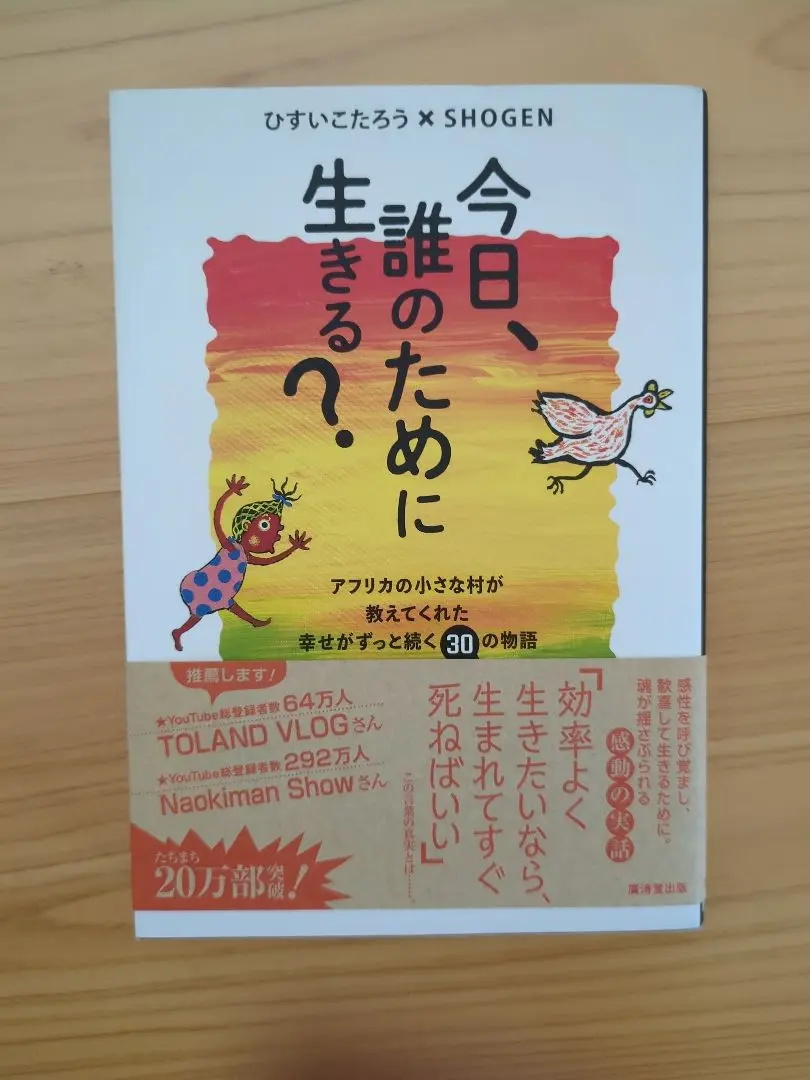 ひすいこたろう × SHOGEN
今日、
誰のために
生きる?
アフリカの小さな村が
教えてくれた
幸せがずっと続く30の物語
推薦します!
★YouTube総登録者数64万人
TOLAND VLOGさん
★YouTube総登録者数292万人
Naokiman Showさん
たちまち
20万部突破!
感性を呼び覚まし、
歓喜して生きるために。
魂が揺さぶられる
感動の実話
「効率よく
生きたいなら、
生まれてすぐ
死ねばいい」
この言葉の真実とは……。
廣済堂出版